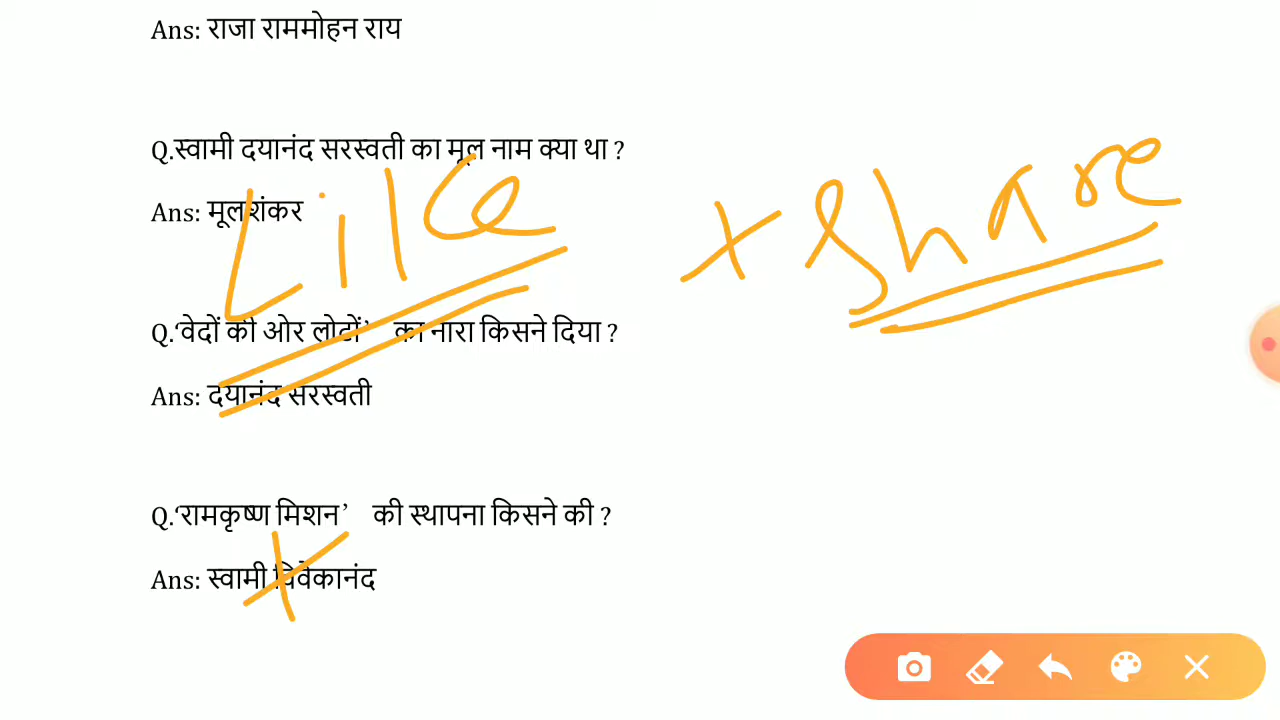 Ans: राजा राममोहन राय
Q.स्वामी दयानंद सरस्वती का मूल नाम क्या था ?
Ans: मूलशंकर
Like + Share
Q.‘वेदों की ओर लोटों’ का नारा किसने दिया ?
Ans: दयानंद सरस्वती
Q.‘रामकृष्ण मिशन’ की स्थापना किसने की ?
Ans: स्वामी विवेकानंद